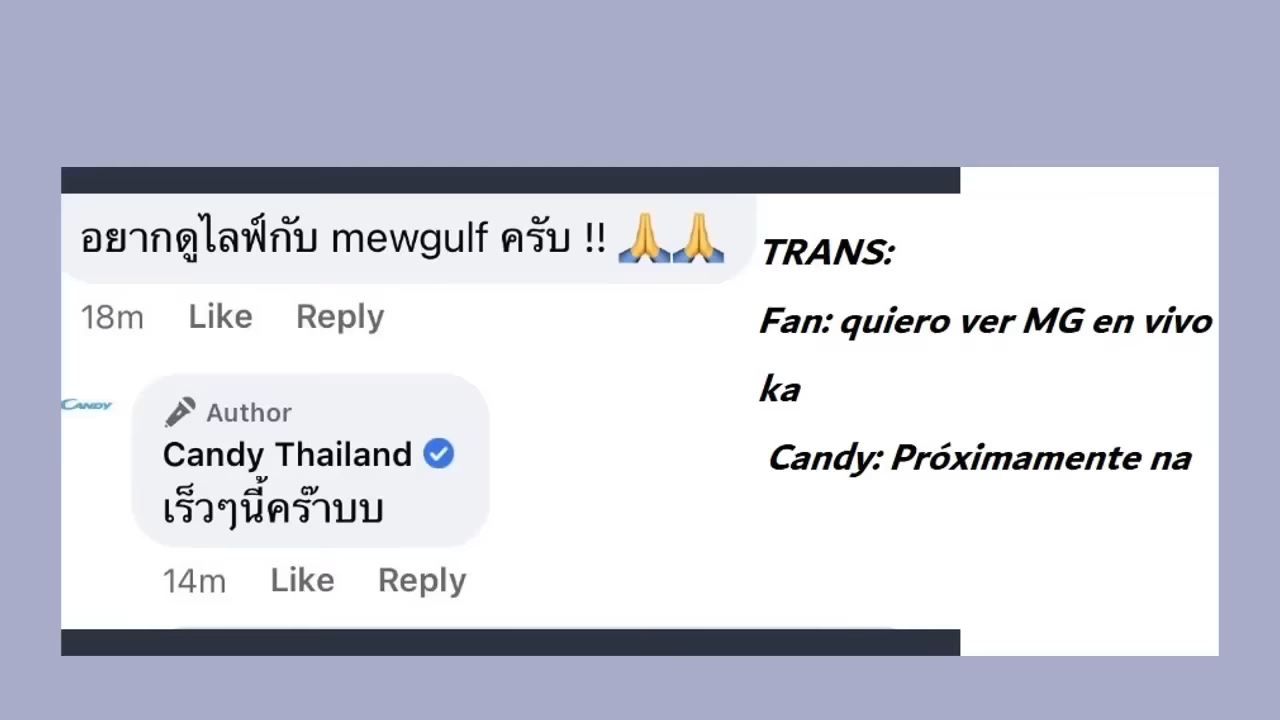 อยากดูไลฟ์กับ mewgulf ครับ !! 🙏🙏
18m Like Reply
CANDY
Author
Candy Thailand
เร็วๆนี้คร๊าบบ
14m Like Reply
TRANS:
Fan: quiero ver MG en vivo
ka
Candy: Próximamente na